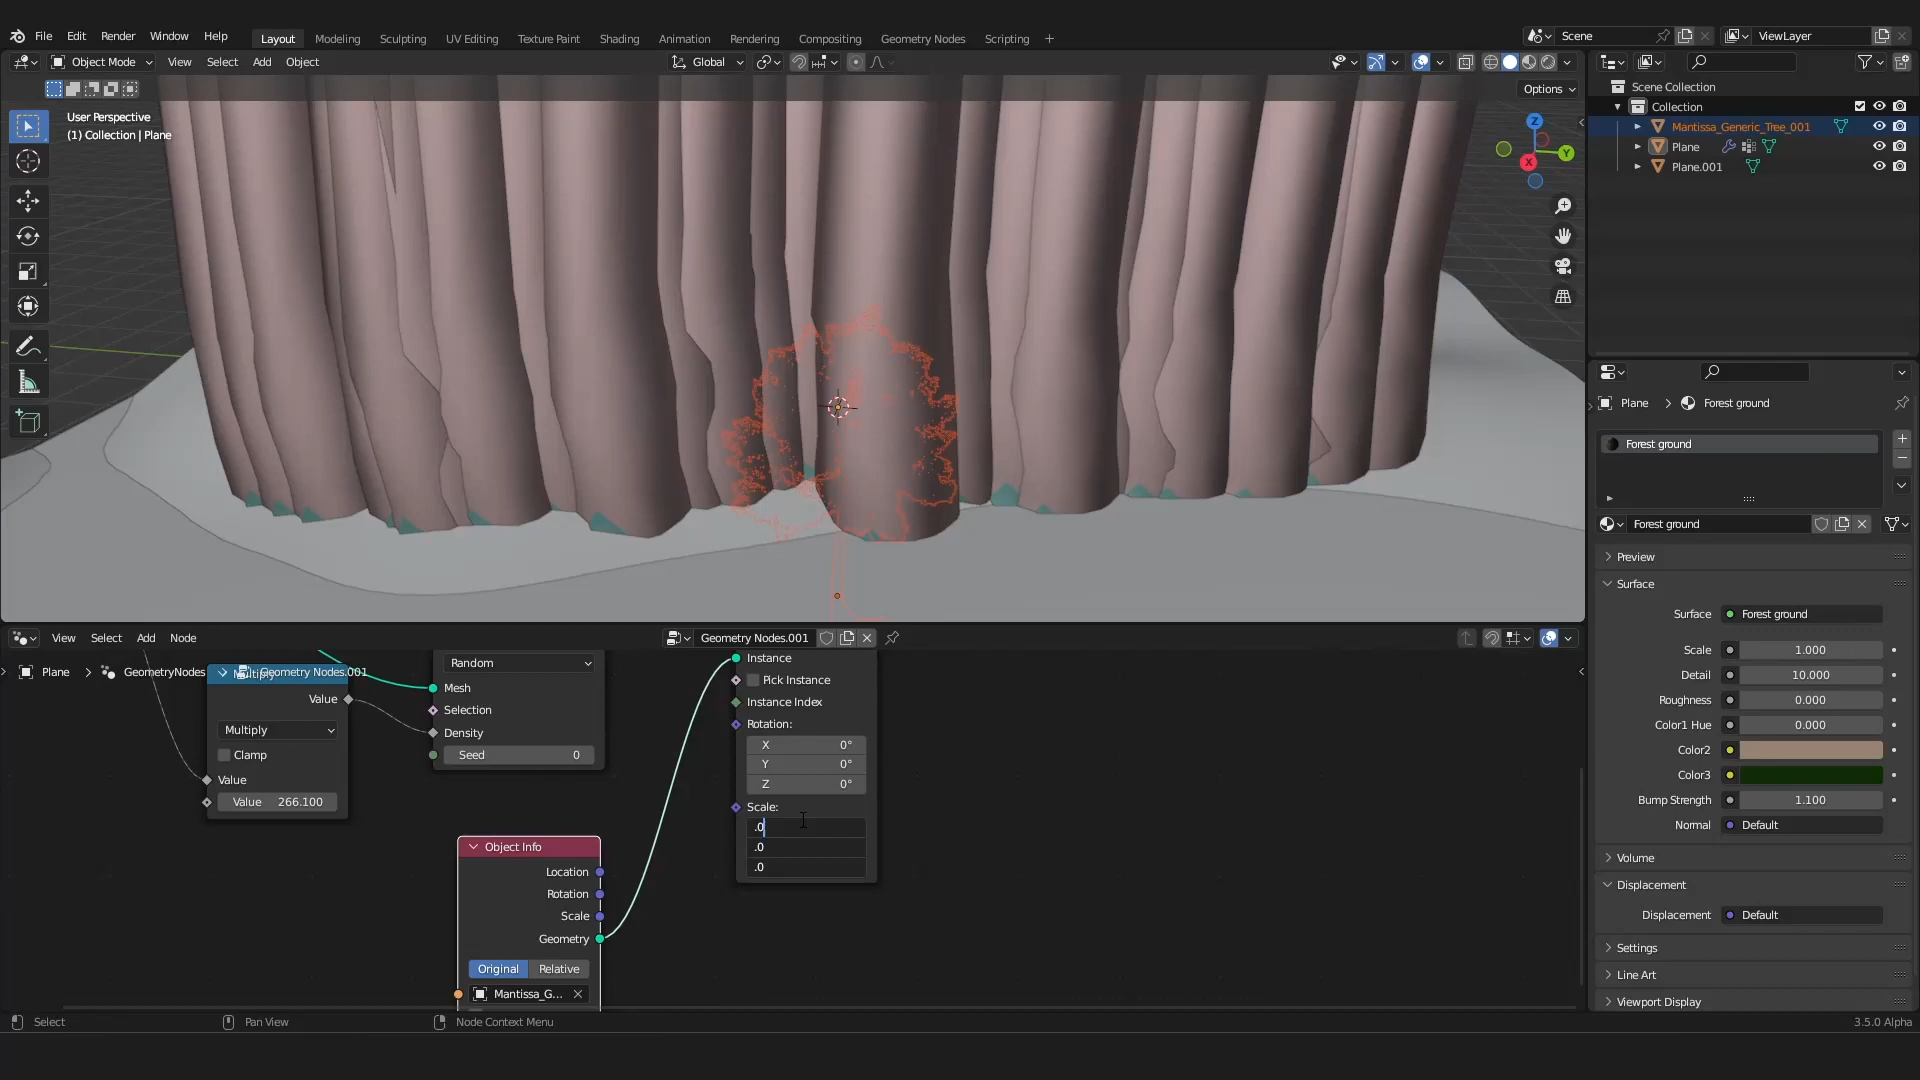 File Edit Render Window Help Layout Modeling Sculpting UV Editing Texture Paint Shading Animation Rendering Compositing Geometry Nodes Scripting + Scene ViewLayer
Object Mode View Select Add Object Global
Options
User Perspective
(1) Collection | Plane
Z
Y
X
Scene Collection
Collection
Mantissa_Generic_Tree_001
Plane
Plane.001
Plane > Forest ground
Forest ground
Forest ground
Preview
Surface
Surface Forest ground
Scale 1.000
Detail 10.000
Roughness 0.000
Color1 Hue 0.000
Color2
Color3
Bump Strength 1.100
Normal Default
Volume
Displacement
Displacement Default
Settings
Line Art
Viewport Display
View Select Add Node Geometry Nodes.001
Plane > GeometryNodes Geometry Nodes.001
Multiply
Value
Multiply
Clamp
Value
Value 266.100
Random
Mesh
Selection
Density
Seed 0
Instance
Pick Instance
Instance Index
Rotation:
X 0°
Y 0°
Z 0°
Scale:
.0
.0
.0
Object Info
Location
Rotation
Scale
Geometry
Original Relative
Mantissa_G...
Select Pan View Node Context Menu 3.5.0 Alpha